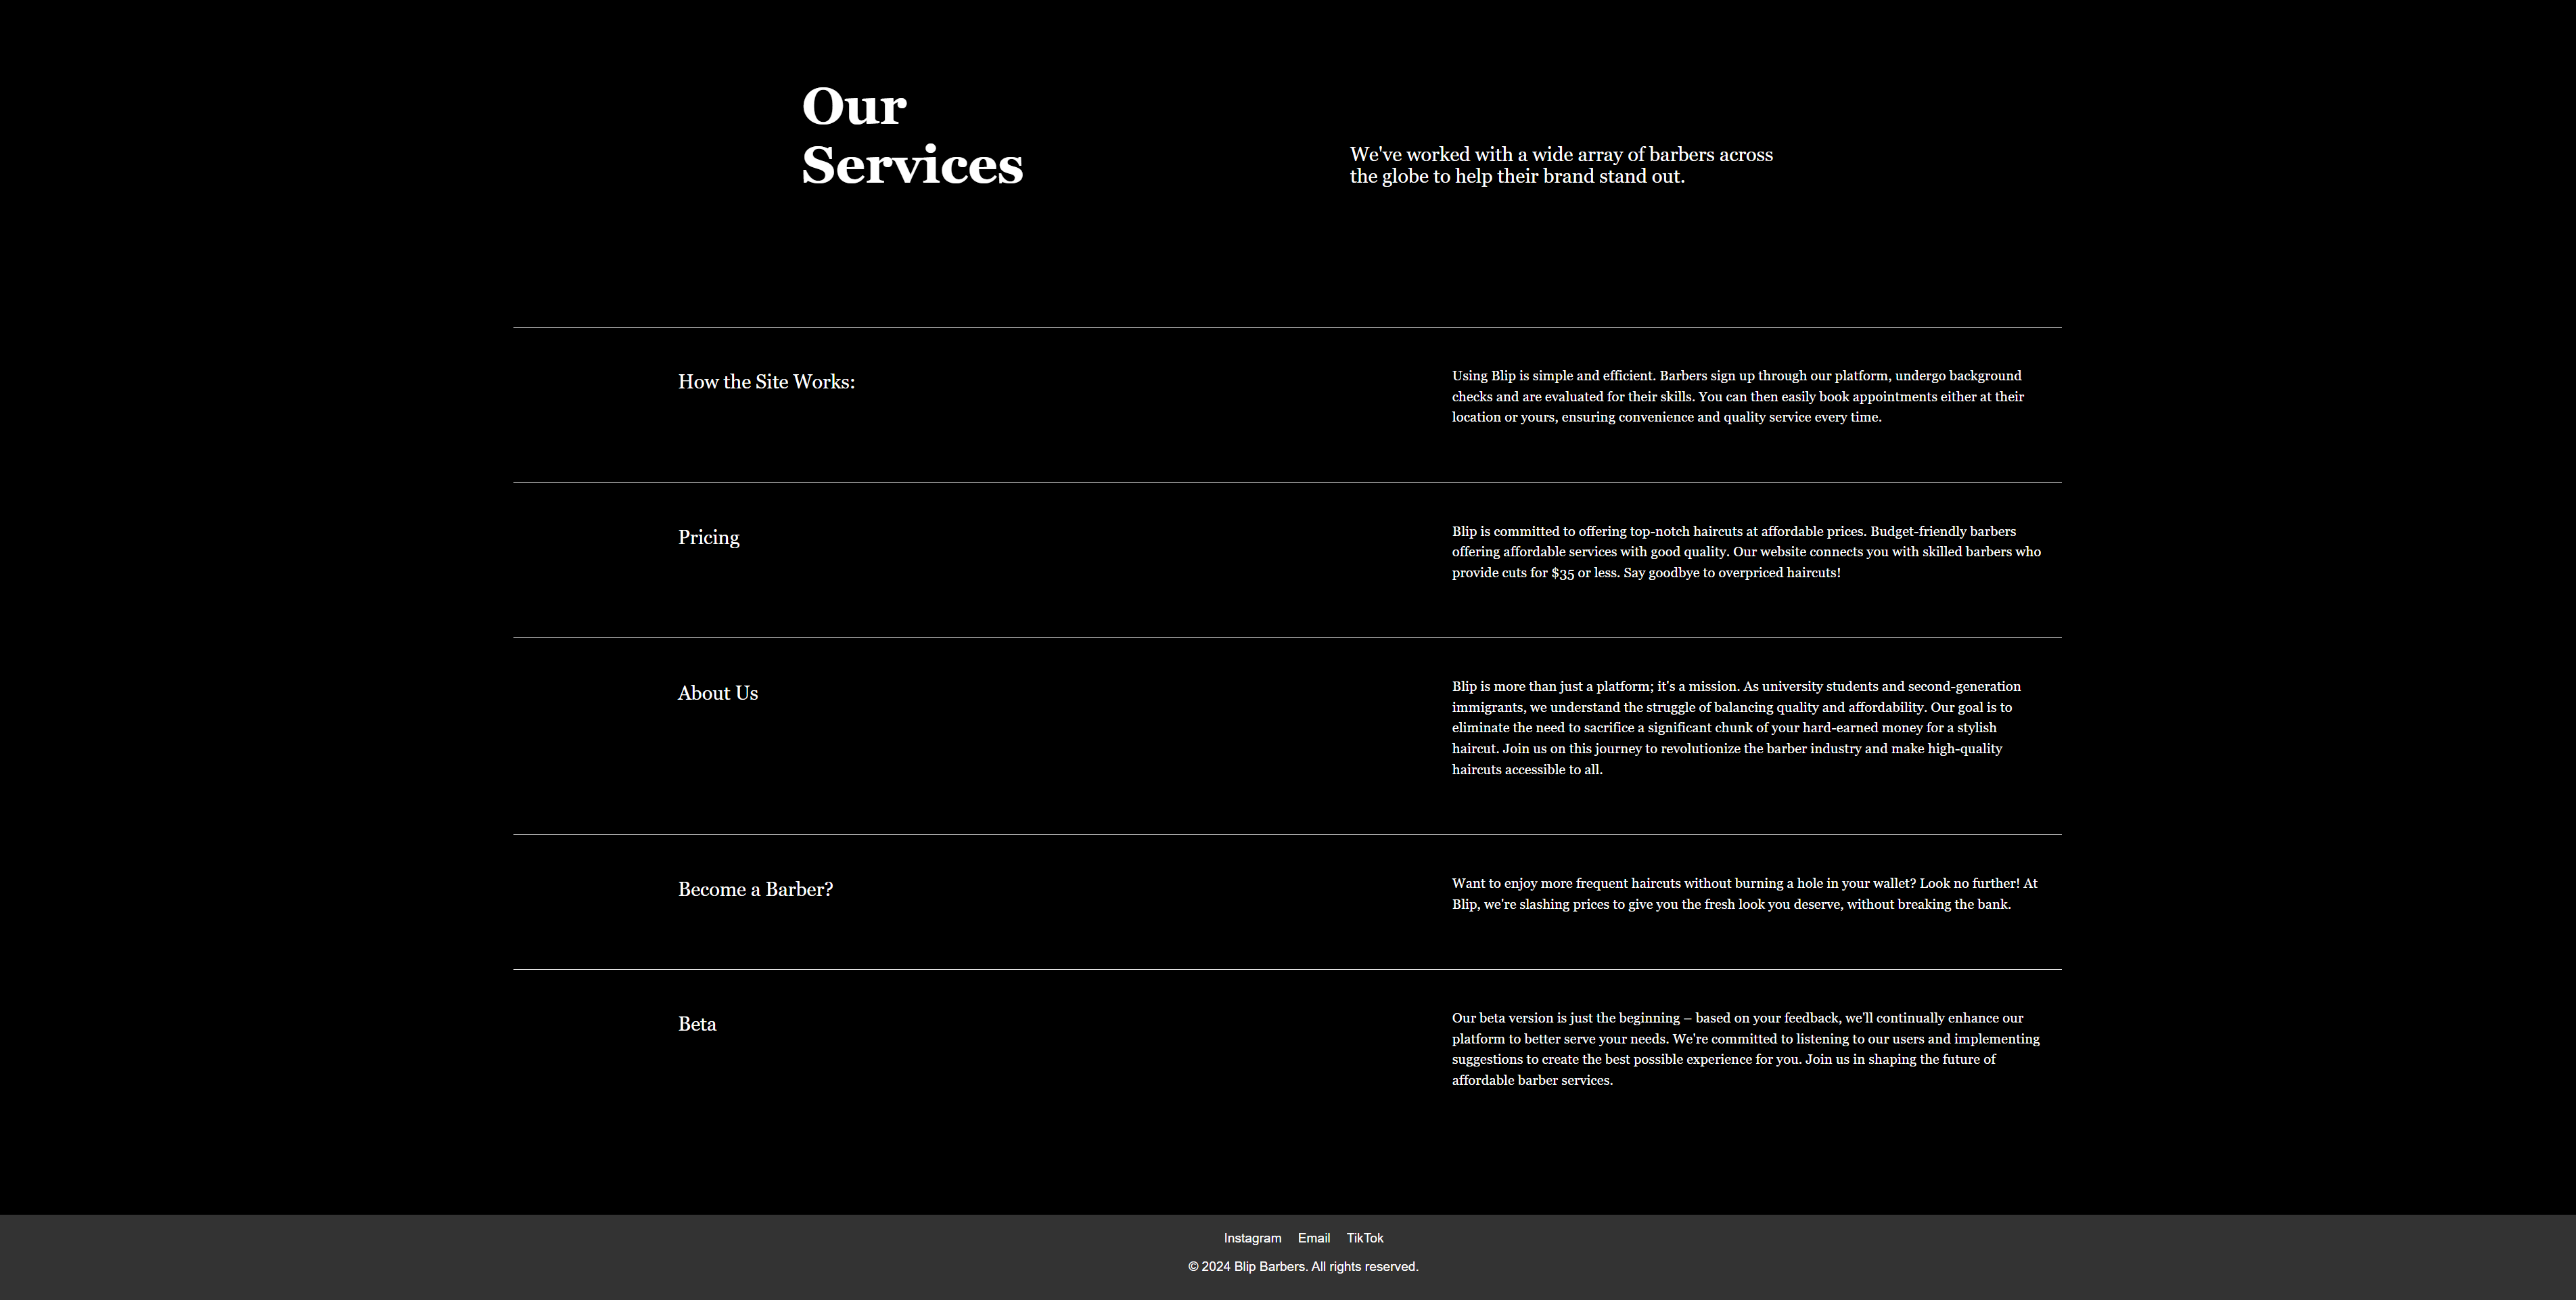 Our
Services
We've worked with a wide array of barbers across
the globe to help their brand stand out.
How the Site Works:
Using Blip is simple and efficient. Barbers sign up through our platform, undergo background
checks and are evaluated for their skills. You can then easily book appointments either at their
location or yours, ensuring convenience and quality service every time.
Pricing
Blip is committed to offering top-notch haircuts at affordable prices. Budget-friendly barbers
offering affordable services with good quality. Our website connects you with skilled barbers who
provide cuts for $35 or less. Say goodbye to overpriced haircuts!
About Us
Blip is more than just a platform; it's a mission. As university students and second-generation
immigrants, we understand the struggle of balancing quality and affordability. Our goal is to
eliminate the need to sacrifice a significant chunk of your hard-earned money for a stylish
haircut. Join us on this journey to revolutionize the barber industry and make high-quality
haircuts accessible to all.
Become a Barber?
Want to enjoy more frequent haircuts without burning a hole in your wallet? Look no further! At
Blip, we're slashing prices to give you the fresh look you deserve, without breaking the bank.
Beta
Our beta version is just the beginning – based on your feedback, we'll continually enhance our
platform to better serve your needs. We're committed to listening to our users and implementing
suggestions to create the best possible experience for you. Join us in shaping the future of
affordable barber services.
Instagram Email TikTok
© 2024 Blip Barbers. All rights reserved.